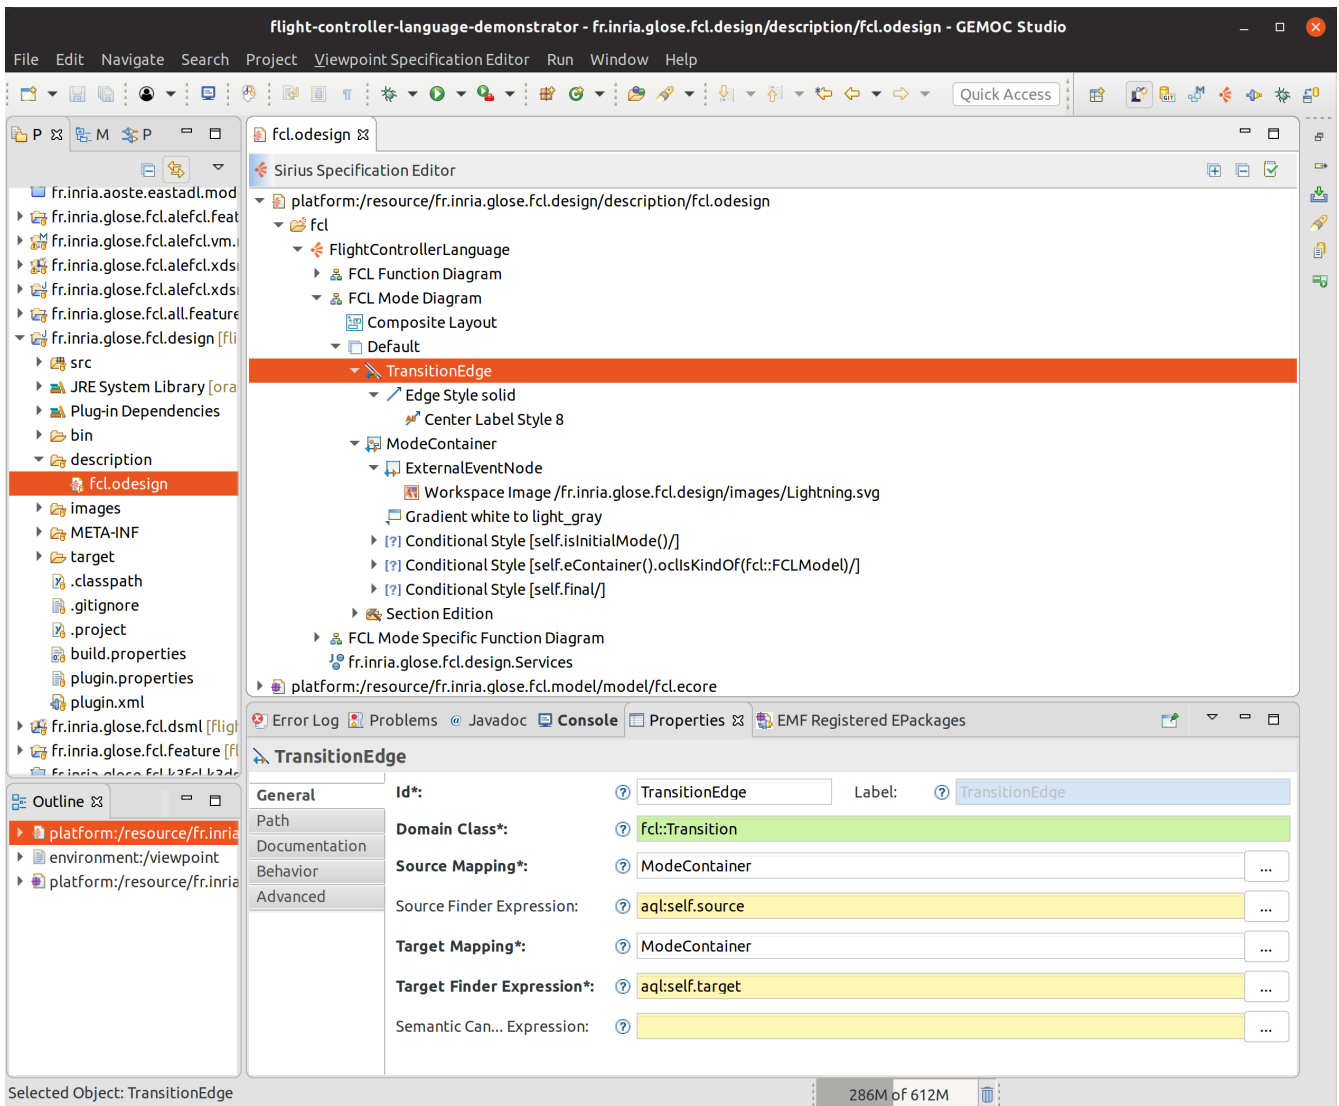 flight-controller-language-demonstrator - fr.inria.glose.fcl.design/description/fcl.odesign - GEMOC Studio
File Edit Navigate Search Project Viewpoint Specification Editor Run Window Help
Quick Access
P M P
fr.inria.aoste.eastadl.mod
fr.inria.glose.fcl.alefcl.feat
fr.inria.glose.fcl.alefcl.vm.
fr.inria.glose.fcl.alefcl.xds
fr.inria.glose.fcl.alefcl.xds
fr.inria.glose.fcl.all.feature
fr.inria.glose.fcl.design [fli
src
JRE System Library [ora
Plug-in Dependencies
bin
description
fcl.odesign
images
META-INF
target
.classpath
.gitignore
.project
build.properties
plugin.properties
plugin.xml
fr.inria.glose.fcl.dsml [fligh
fr.inria.glose.fcl.feature [fl
fr.inria.glose.fcl.k3fcl.k3ds
Outline
platform:/resource/fr.inria
environment:/viewpoint
platform:/resource/fr.inria
fcl.odesign
Sirius Specification Editor
platform:/resource/fr.inria.glose.fcl.design/description/fcl.odesign
fcl
FlightControllerLanguage
FCL Function Diagram
FCL Mode Diagram
Composite Layout
Default
TransitionEdge
Edge Style solid
Center Label Style 8
ModeContainer
ExternalEventNode
Workspace Image /fr.inria.glose.fcl.design/images/Lightning.svg
Gradient white to light_gray
[?] Conditional Style [self.isInitialMode()/]
[?] Conditional Style [self.eContainer().oclIsKindOf(fcl::FCLModel)/]
[?] Conditional Style [self.final/]
Section Edition
FCL Mode Specific Function Diagram
fr.inria.glose.fcl.design.Services
platform:/resource/fr.inria.glose.fcl.model/model/fcl.ecore
Error Log Problems @ Javadoc Console Properties EMF Registered EPackages
TransitionEdge
General
Path
Documentation
Behavior
Advanced
Id*: TransitionEdge Label: TransitionEdge
Domain Class*: fcl::Transition
Source Mapping*: ModeContainer ...
Source Finder Expression: aql:self.source ...
Target Mapping*: ModeContainer ...
Target Finder Expression*: aql:self.target ...
Semantic Can... Expression: ...
Selected Object: TransitionEdge
286M of 612M